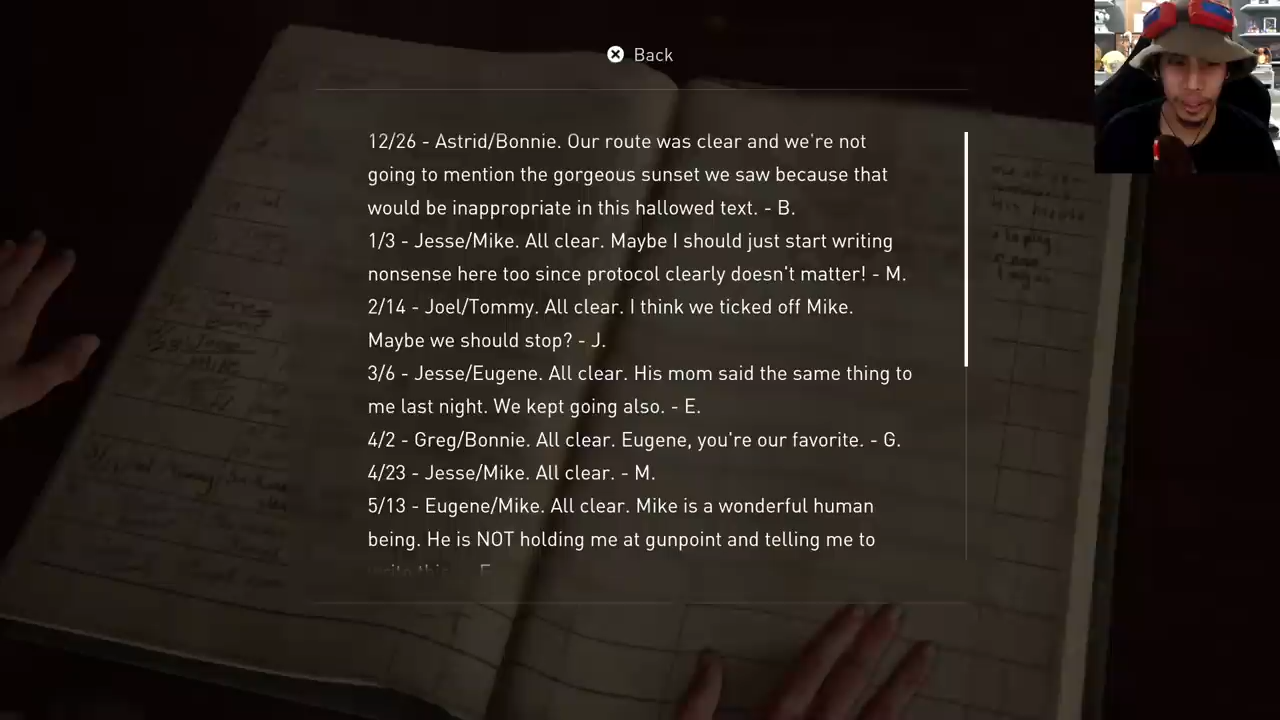 Back
12/26 - Astrid/Bonnie. Our route was clear and we're not
going to mention the gorgeous sunset we saw because that
would be inappropriate in this hallowed text. - B.
1/3 - Jesse/Mike. All clear. Maybe I should just start writing
nonsense here too since protocol clearly doesn't matter! - M.
2/14 - Joel/Tommy. All clear. I think we ticked off Mike.
Maybe we should stop? - J.
3/6 - Jesse/Eugene. All clear. His mom said the same thing to
me last night. We kept going also. - E.
4/2 - Greg/Bonnie. All clear. Eugene, you're our favorite. - G.
4/23 - Jesse/Mike. All clear. - M.
5/13 - Eugene/Mike. All clear. Mike is a wonderful human
being. He is NOT holding me at gunpoint and telling me to